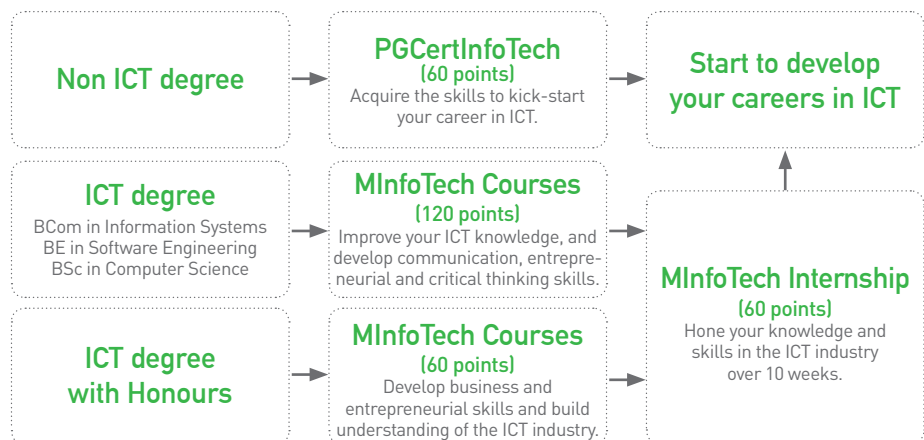 Non ICT degree
PGCertInfoTech
(60 points)
Acquire the skills to kick-start
your career in ICT.
Start to develop
your careers in ICT
ICT degree
BCom in Information Systems
BE in Software Engineering
BSc in Computer Science
MInfoTech Courses
(120 points)
Improve your ICT knowledge, and
develop communication, entrepre-
neurial and critical thinking skills.
MInfoTech Internship
(60 points)
Hone your knowledge and
skills in the ICT industry
over 10 weeks.
ICT degree
with Honours
MInfoTech Courses
(60 points)
Develop business and
entrepreneurial skills and build
understanding of the ICT industry.